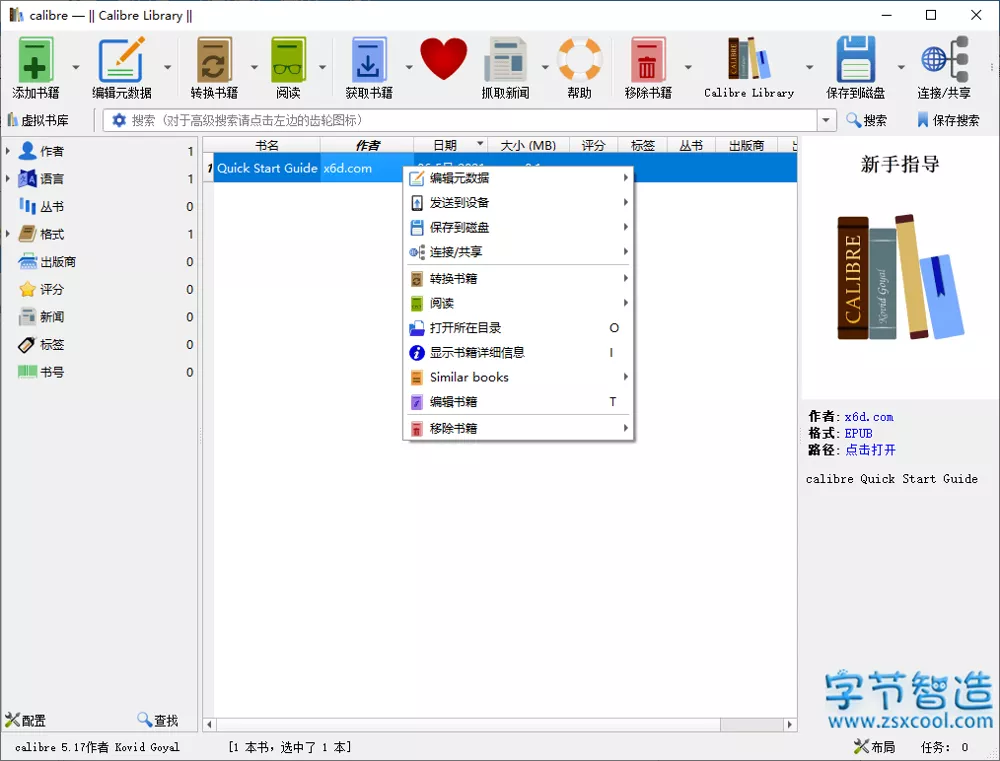 calibre — || Calibre Library ||
添加书籍 编辑元数据 转换书籍 阅读 获取书籍 抓取新闻 帮助 移除书籍 Calibre Library 保存到磁盘 连接/共享
虚拟书库 搜索（对于高级搜索请点击左边的齿轮图标） 搜索 保存搜索
作者 1
语言 1
丛书 0
格式 1
出版商 0
评分 0
新闻 0
标签 0
书号 0
书名 作者 日期 大小 (MB) 评分 标签 丛书 出版商
1 Quick Start Guide x6d.com
编辑元数据
发送到设备
保存到磁盘
连接/共享
转换书籍
阅读
打开所在目录 O
显示书籍详细信息 I
Similar books
编辑书籍 T
移除书籍
新手指导
CALIBRE
Kovid Goyal
作者: x6d.com
格式: EPUB
路径: 点击打开
calibre Quick Start Guide
字节智造
www.zsxcool.com
配置 查找
calibre 5.17作者 Kovid Goyal [1 本书，选中了 1 本] 布局 任务: 0